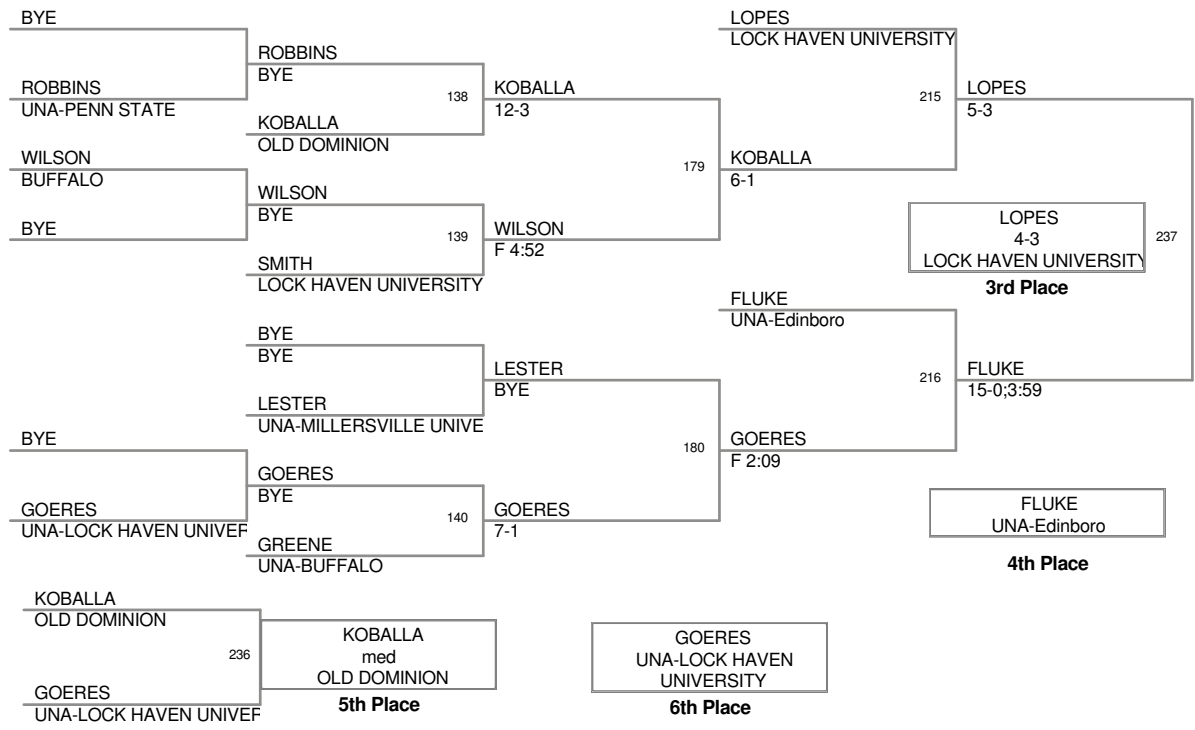 BYE
ROBBINS
UNA-PENN STATE
WILSON
BUFFALO
BYE
BYE
GOERES
UNA-LOCK HAVEN UNIVER
ROBBINS
BYE
138
KOBALLA
OLD DOMINION
WILSON
BYE
139
SMITH
LOCK HAVEN UNIVERSITY
BYE
BYE
LESTER
UNA-MILLERSVILLE UNIVE
GOERES
BYE
140
GREENE
UNA-BUFFALO
KOBALLA
12-3
179
WILSON
F 4:52
LESTER
BYE
180
GOERES
7-1
LOPES
LOCK HAVEN UNIVERSITY
215
KOBALLA
6-1
FLUKE
UNA-Edinboro
216
GOERES
F 2:09
LOPES
5-3
237
FLUKE
15-0;3:59
LOPES
4-3
LOCK HAVEN UNIVERSITY
3rd Place
FLUKE
UNA-Edinboro
4th Place
KOBALLA
OLD DOMINION
236
GOERES
UNA-LOCK HAVEN UNIVER
KOBALLA
med
OLD DOMINION
5th Place
GOERES
UNA-LOCK HAVEN
UNIVERSITY
6th Place